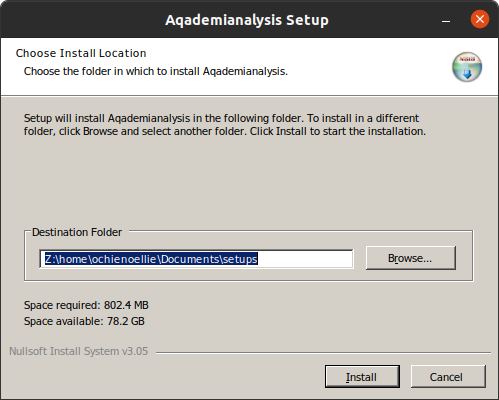 Aqademianalysis Setup
Choose Install Location
Choose the folder in which to install Aqademianalysis.
Setup will install Aqademianalysis in the following folder. To install in a different
folder, click Browse and select another folder. Click Install to start the installation.
Destination Folder
Z:\home\ochienoellie\Documents\setups
Browse...
Space required: 802.4 MB
Space available: 78.2 GB
Nullsoft Install System v3.05
Install
Cancel